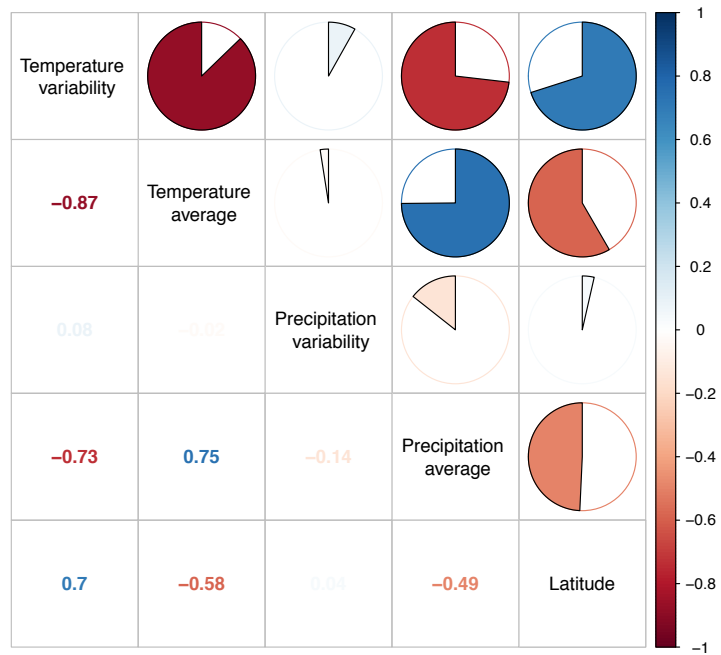 Temperature
variability
−0.87
Temperature
average
0.08
−0.02
Precipitation
variability
−0.73
0.75
−0.14
Precipitation
average
0.7
−0.58
0.04
−0.49
Latitude
1
0.8
0.6
0.4
0.2
0
−0.2
−0.4
−0.6
−0.8
−1